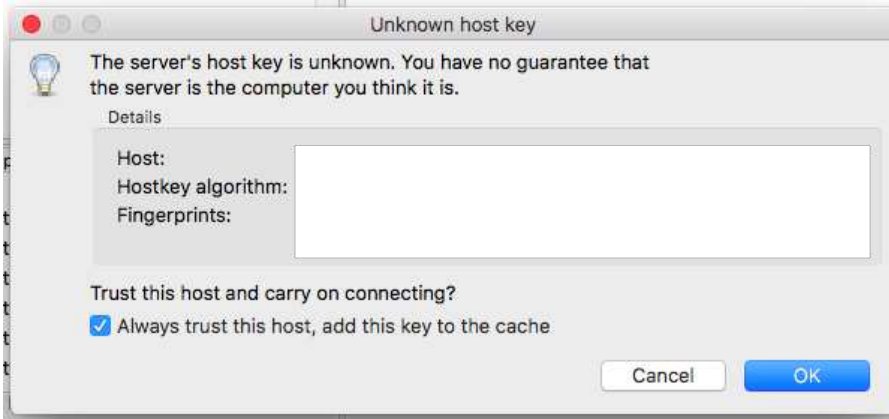 Unknown host key
The server's host key is unknown. You have no guarantee that
the server is the computer you think it is.
Details
Host:
Hostkey algorithm:
Fingerprints:
Trust this host and carry on connecting?
Always trust this host, add this key to the cache
Cancel OK